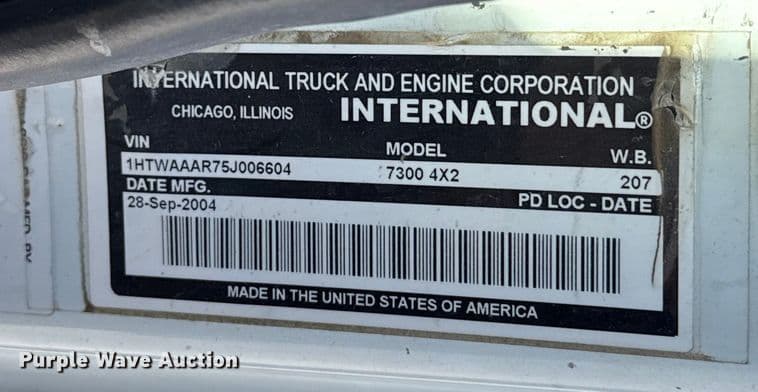 INTERNATIONAL TRUCK AND ENGINE CORPORATION
CHICAGO, ILLINOIS INTERNATIONAL®
VIN MODEL W.B.
1HTWAAAR75J006604 7300 4X2 207
DATE MFG. PD LOC - DATE
28-Sep-2004
MADE IN THE UNITED STATES OF AMERICA
Purple Wave Auction